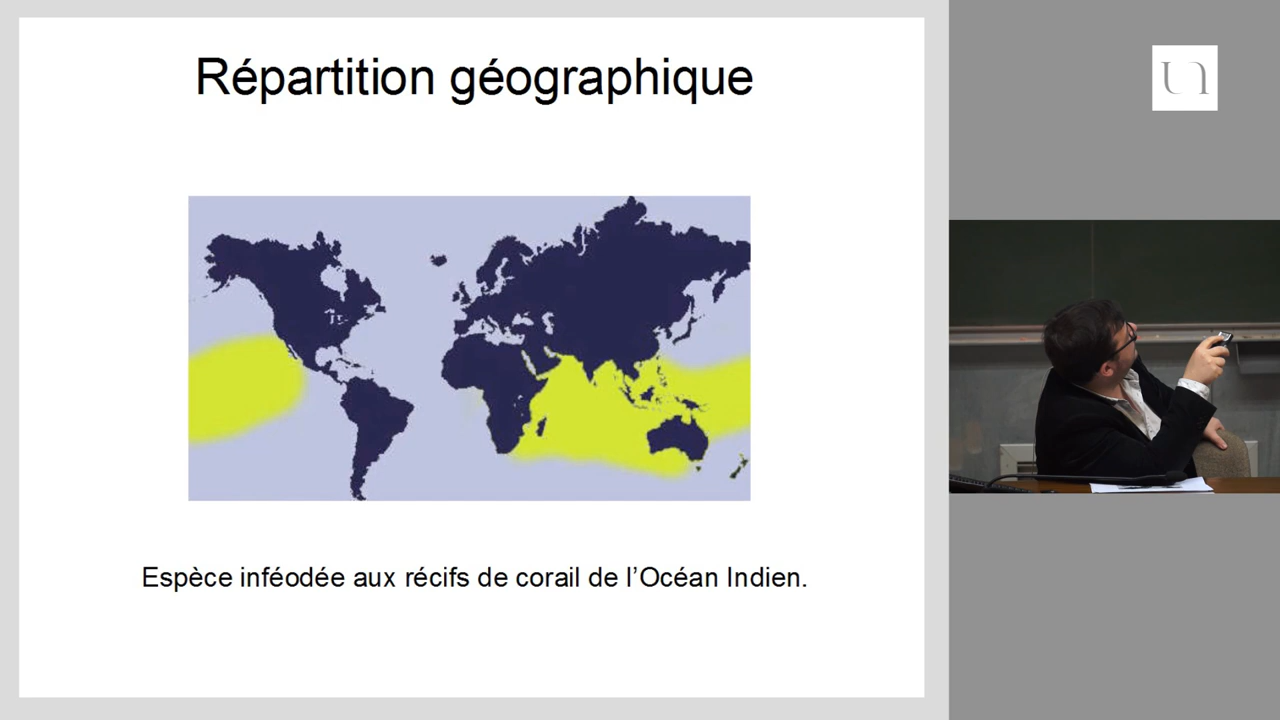 Répartition géographique
Espèce inféodée aux récifs de corail de l'Océan Indien.